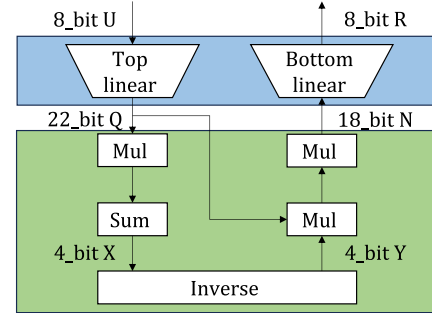 8_bit U
8_bit R
Top
linear
Bottom
linear
22_bit Q
18_bit N
Mul
Mul
Sum
Mul
4_bit X
4_bit Y
Inverse